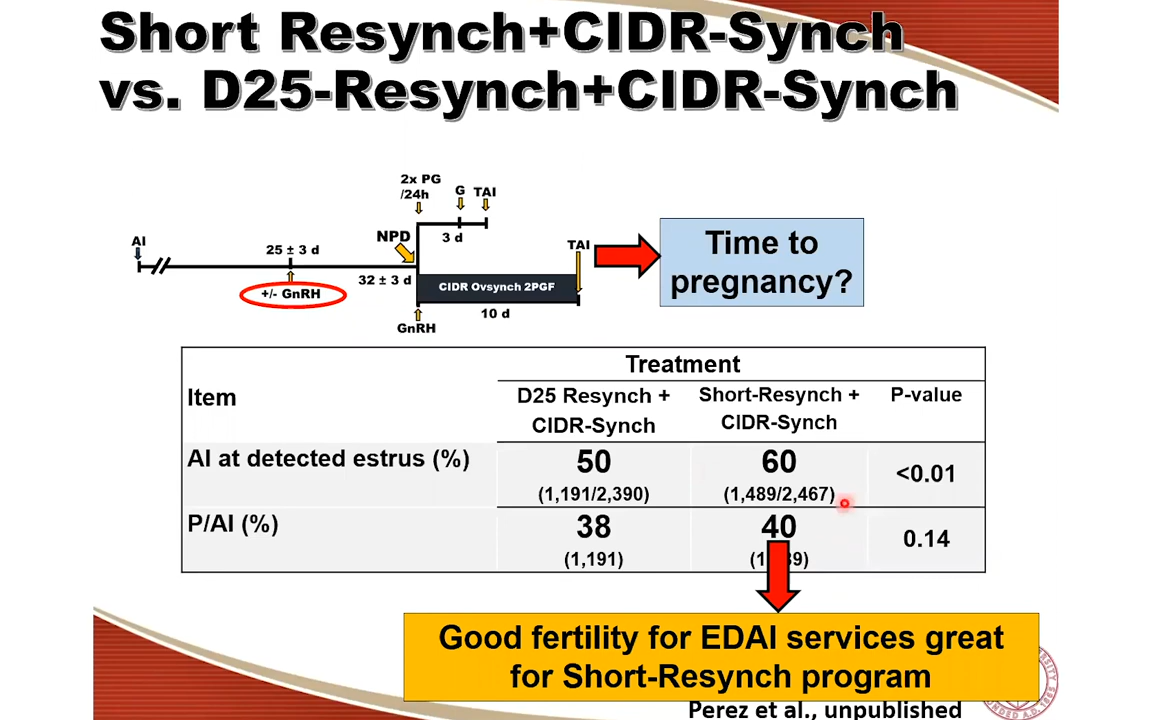 Short Resynch+CIDR-Synch
vs. D25-Resynch+CIDR-Synch
2x PG
/24h
G TAI
AI
25 ± 3 d
NPD
3 d
TAI
+/- GnRH
32 ± 3 d
CIDR Ovsynch 2PGF
10 d
GnRH
Time to
pregnancy?
Treatment
Item
D25 Resynch +
CIDR-Synch
Short-Resynch +
CIDR-Synch
P-value
AI at detected estrus (%)
50
(1,191/2,390)
60
(1,489/2,467)
<0.01
P/AI (%)
38
(1,191)
40
0.14
Good fertility for EDAI services great
for Short-Resynch program
Perez et al., unpublished